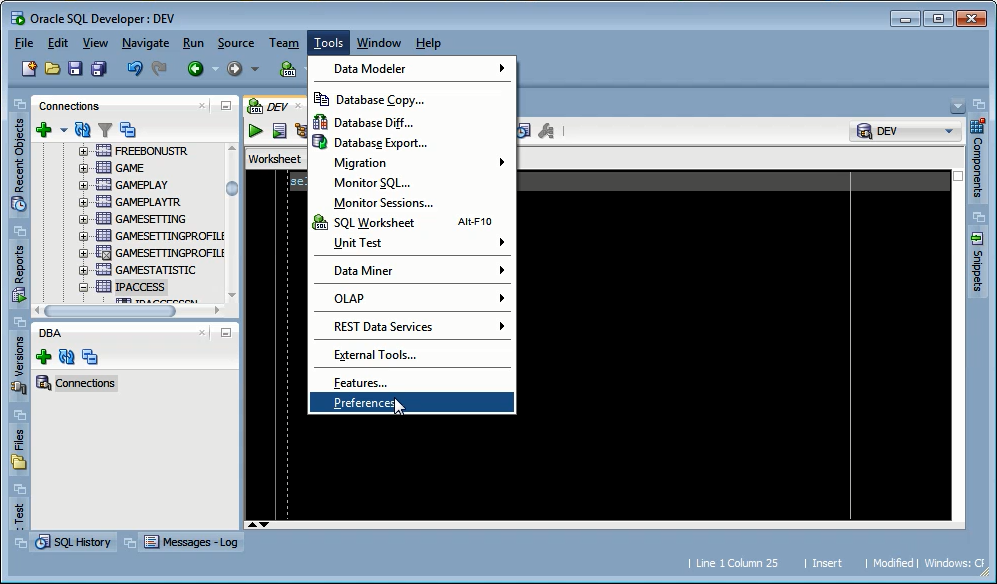 Oracle SQL Developer : DEV
File Edit View Navigate Run Source Team Tools Window Help
Data Modeler
Database Copy...
Database Diff...
Database Export...
Migration
Monitor SQL...
Monitor Sessions...
SQL Worksheet Alt-F10
Unit Test
Data Miner
OLAP
REST Data Services
External Tools...
Features...
Preferences
Recent Objects
Reports
Versions
Files
: Test
Connections
FREEBONUSTR
GAME
GAMEPLAY
GAMEPLAYTR
GAMESETTING
GAMESETTINGPROFILE
GAMESETTINGPROFILE
GAMESTATISTIC
IPACCESS
DBA
Connections
DEV
DEV
Worksheet
sel
Components
Snippets
SQL History
Messages - Log
Line 1 Column 25
Insert
Modified
Windows: